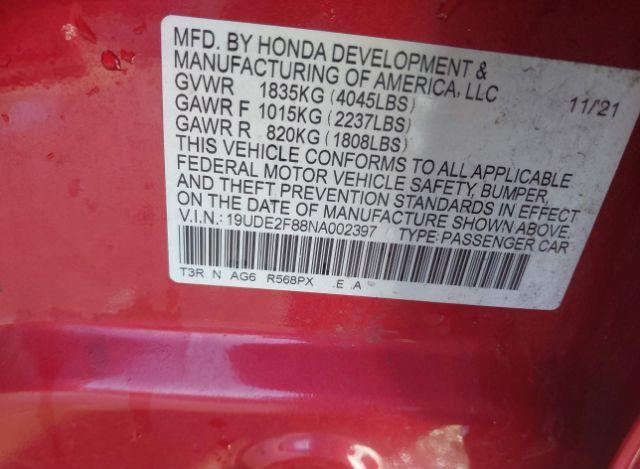 MFD. BY HONDA DEVELOPMENT &
MANUFACTURING OF AMERICA, LLC
GVWR 1835KG (4045LBS) 11/'21
GAWR F 1015KG (2237LBS)
GAWR R 820KG (1808LBS)
THIS VEHICLE CONFORMS TO ALL APPLICABLE
FEDERAL MOTOR VEHICLE SAFETY, BUMPER,
AND THEFT PREVENTION STANDARDS IN EFFECT
ON THE DATE OF MANUFACTURE SHOWN ABOVE.
V.I.N.: 19UDE2F88NA002397 TYPE: PASSENGER CAR
T3R N AG6 R568PX .E .A